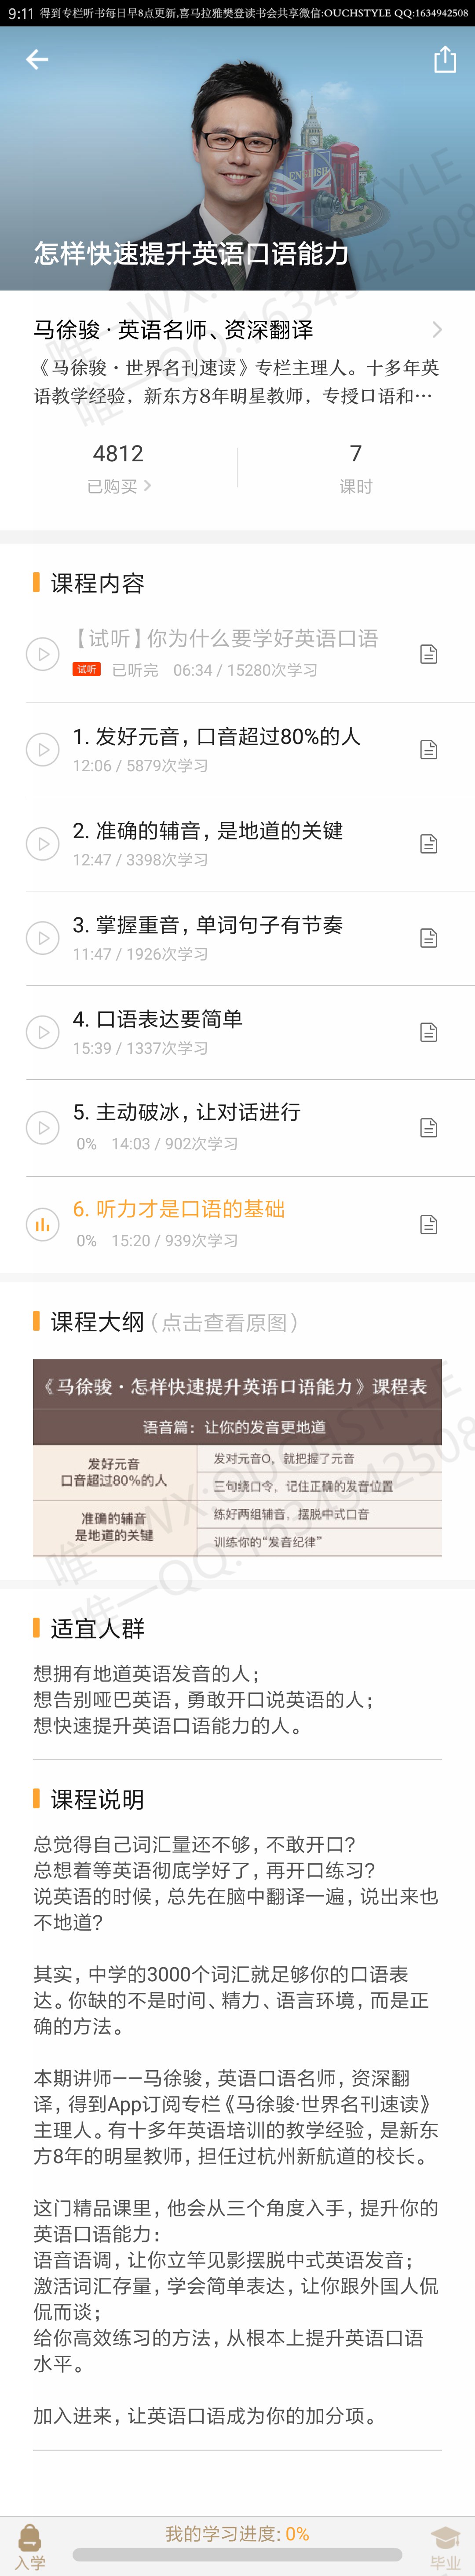 9:11 得到专栏听书每日早8点更新,喜马拉雅樊登读书会共享微信:OUCHSTYLE QQ:1634942508
ENGLISH
怎样快速提升英语口语能力
马徐骏 · 英语名师、资深翻译
《马徐骏·世界名刊速读》专栏主理人。十多年英
语教学经验，新东方8年明星教师，专授口语和…
4812
7
已购买
课时
课程内容
【试听】你为什么要学好英语口语
试听 已听完 06:34 / 15280次学习
1. 发好元音，口音超过80%的人
12:06 / 5879次学习
2. 准确的辅音，是地道的关键
12:47 / 3398次学习
3. 掌握重音，单词句子有节奏
11:47 / 1926次学习
4. 口语表达要简单
15:39 / 1337次学习
5. 主动破冰，让对话进行
0% 14:03 / 902次学习
6. 听力才是口语的基础
0% 15:20 / 939次学习
课程大纲（点击查看原图）
《马徐骏·怎样快速提升英语口语能力》课程表
语音篇：让你的发音更地道
发好元音
口音超过80%的人
发对元音O，就把握了元音
三句绕口令，记住正确的发音位置
准确的辅音
是地道的关键
练好两组辅音，摆脱中式口音
训练你的“发音纪律”
唯一WX:OUCHSTYLE
唯一QQ:1634942508
适宜人群
想拥有地道英语发音的人；
想告别哑巴英语，勇敢开口说英语的人；
想快速提升英语口语能力的人。
课程说明
总觉得自己词汇量还不够，不敢开口？
总想着等英语彻底学好了，再开口练习？
说英语的时候，总先在脑中翻译一遍，说出来也
不地道？
其实，中学的3000个词汇就足够你的口语表
达。你缺的不是时间、精力、语言环境，而是正
确的方法。
本期讲师——马徐骏，英语口语名师，资深翻
译，得到App订阅专栏《马徐骏·世界名刊速读》
主理人。有十多年英语培训的教学经验，是新东
方8年的明星教师，担任过杭州新航道的校长。
这门精品课里，他会从三个角度入手，提升你的
英语口语能力：
语音语调，让你立竿见影摆脱中式英语发音；
激活词汇存量，学会简单表达，让你跟外国人侃
侃而谈；
给你高效练习的方法，从根本上提升英语口语
水平。
加入进来，让英语口语成为你的加分项。
我的学习进度: 0%
入学
毕业